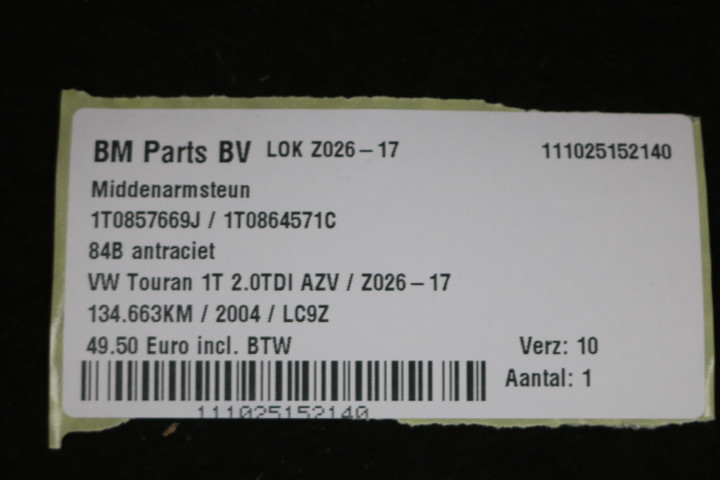 BM Parts BV LOK Z026-17 111025152140
Middenarmsteun
1T0857669J / 1T0864571C
84B antraciet
VW Touran 1T 2.0TDI AZV / Z026-17
134.663KM / 2004 / LC9Z
49.50 Euro incl. BTW Verz: 10
Aantal: 1
111025152140